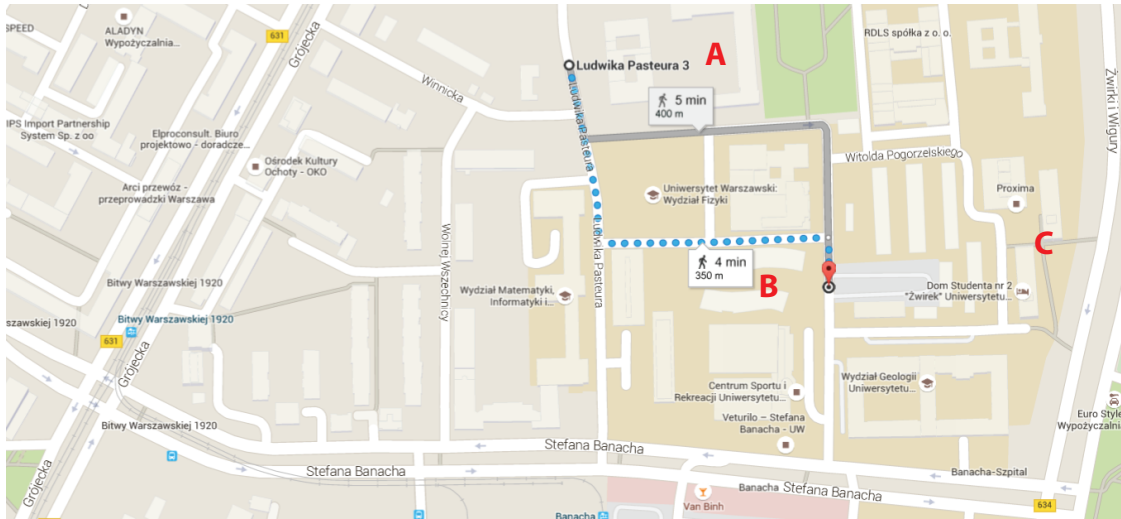 SPEED
ALADYN
Wypożyczalnia...
631
Grójecka
Grójecka
Winnicka
Ludwika Pasteura 3
A
RDLS spółka z o. o.
Żwirki i Wigury
5 min
400 m
Ludwika Pasteura
IPS Import Partnership
System Sp. z oo
Elproconsult. Biuro
projektowo - doradcze...
Ośrodek Kultury
Ochoty - OKO
Arci przewóz -
przeprowadzki Warszawa
Uniwersytet Warszawski:
Wydział Fizyki
Witolda Pogorzelskiego
Proxima
C
Wolnej Wszechnicy
Ludwika Pasteura
4 min
350 m
B
Bitwy Warszawskiej 1920
Wydział Matematyki,
Informatyki i...
Dom Studenta nr 2
"Żwirek" Uniwersytetu...
szawskiej 1920
Bitwy Warszawskiej 1920
631
Grójecka
Centrum Sportu i
Rekreacji Uniwersytetu...
Wydział Geologii
Uniwersytetu...
Veturilo – Stefana
Banacha - UW
Euro Style
Wypożyczalnia
Bitwy Warszawskiej 1920
Stefana Banacha
Stefana Banacha
Banacha-Szpital
Banacha
Stefana Banacha
Van Binh
634
Grójecka
Banacha